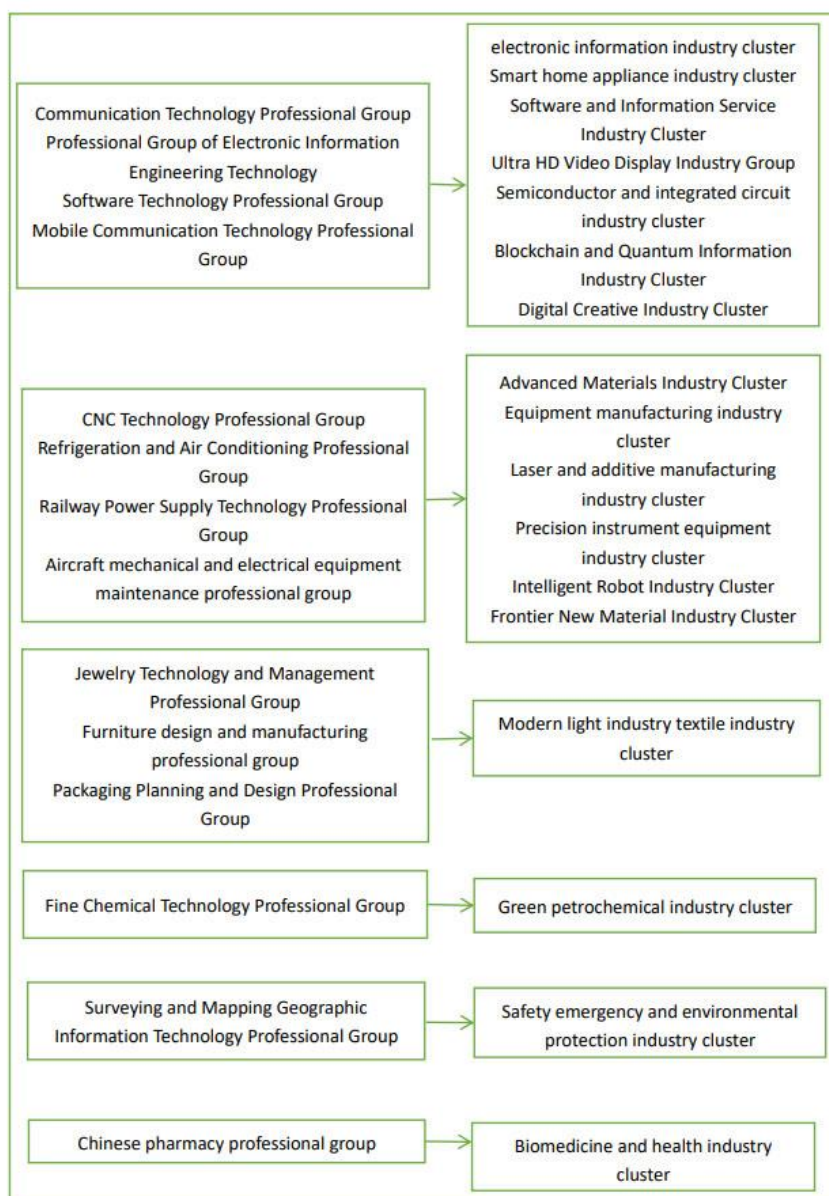 Communication Technology Professional Group
Professional Group of Electronic Information
Engineering Technology
Software Technology Professional Group
Mobile Communication Technology Professional
Group
electronic information industry cluster
Smart home appliance industry cluster
Software and Information Service
Industry Cluster
Ultra HD Video Display Industry Group
Semiconductor and integrated circuit
industry cluster
Blockchain and Quantum Information
Industry Cluster
Digital Creative Industry Cluster
CNC Technology Professional Group
Refrigeration and Air Conditioning Professional
Group
Railway Power Supply Technology Professional
Group
Aircraft mechanical and electrical equipment
maintenance professional group
Advanced Materials Industry Cluster
Equipment manufacturing industry
cluster
Laser and additive manufacturing
industry cluster
Precision instrument equipment
industry cluster
Intelligent Robot Industry Cluster
Frontier New Material Industry Cluster
Jewelry Technology and Management
Professional Group
Furniture design and manufacturing
professional group
Packaging Planning and Design Professional
Group
Modern light industry textile industry
cluster
Fine Chemical Technology Professional Group
Green petrochemical industry cluster
Surveying and Mapping Geographic
Information Technology Professional Group
Safety emergency and environmental
protection industry cluster
Chinese pharmacy professional group
Biomedicine and health industry
cluster